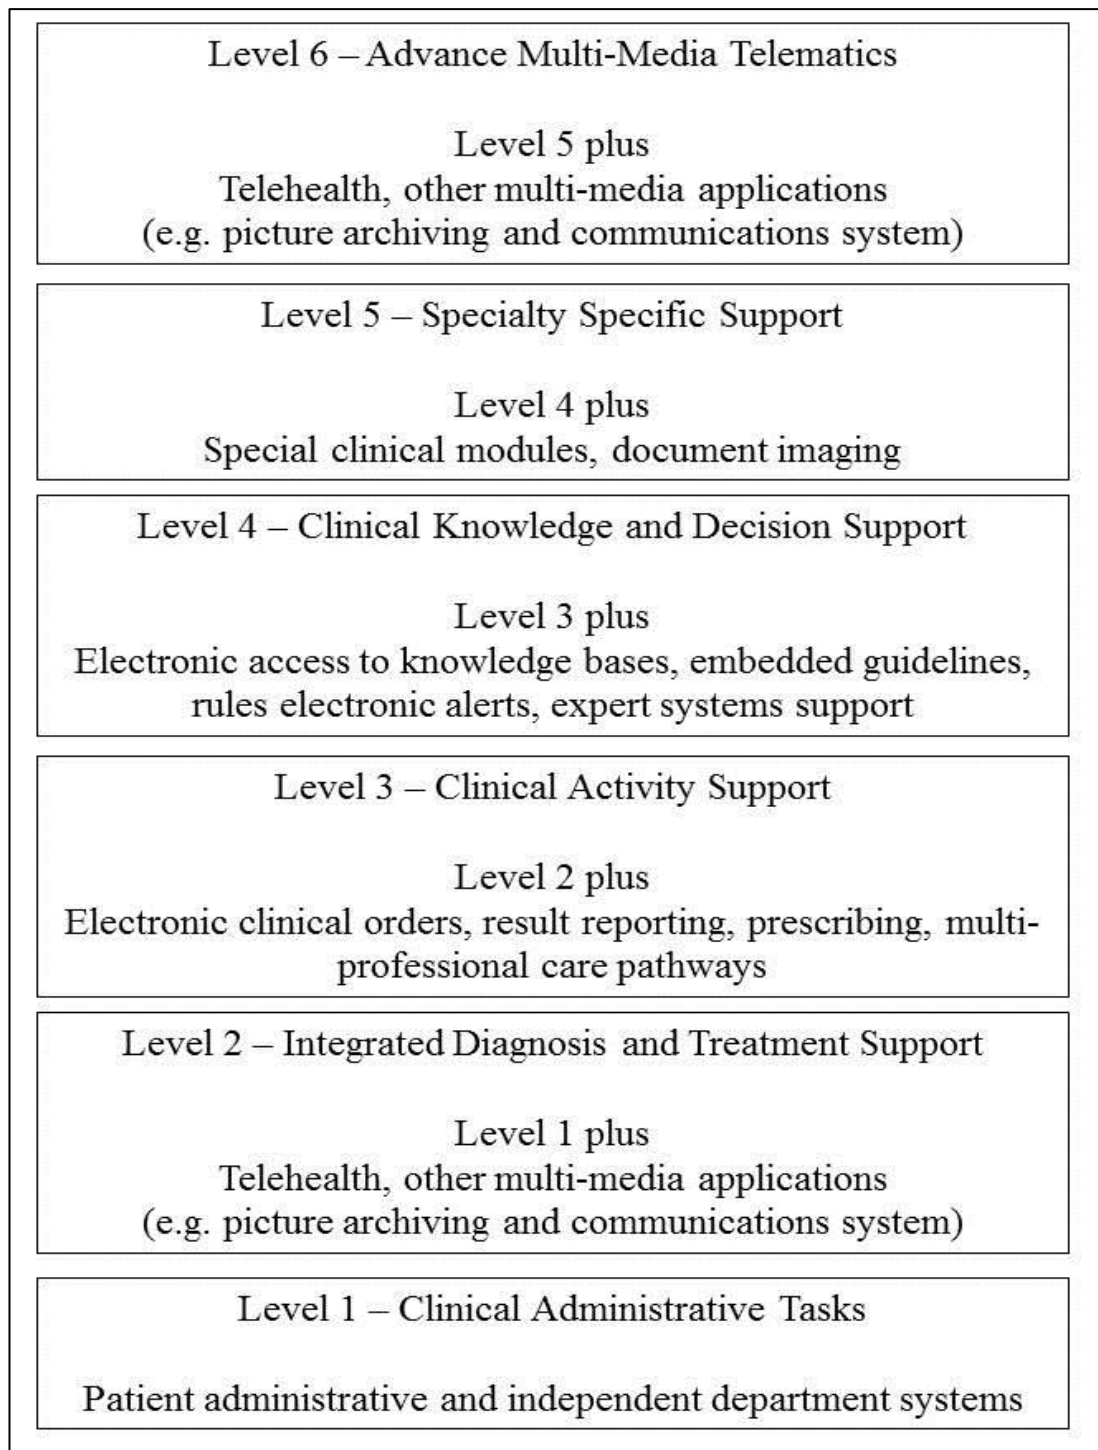 Level 6 – Advance Multi-Media Telematics
Level 5 plus
Telehealth, other multi-media applications
(e.g. picture archiving and communications system)
Level 5 – Specialty Specific Support
Level 4 plus
Special clinical modules, document imaging
Level 4 – Clinical Knowledge and Decision Support
Level 3 plus
Electronic access to knowledge bases, embedded guidelines,
rules electronic alerts, expert systems support
Level 3 – Clinical Activity Support
Level 2 plus
Electronic clinical orders, result reporting, prescribing, multi-
professional care pathways
Level 2 – Integrated Diagnosis and Treatment Support
Level 1 plus
Telehealth, other multi-media applications
(e.g. picture archiving and communications system)
Level 1 – Clinical Administrative Tasks
Patient administrative and independent department systems